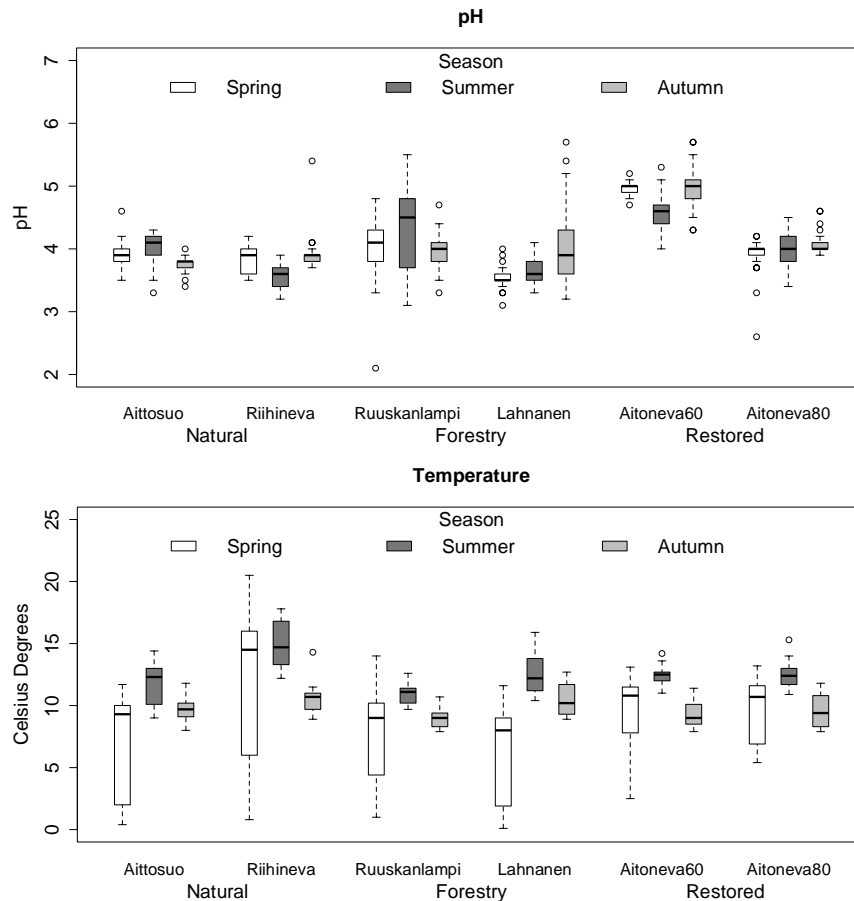 pH
Season
Spring Summer Autumn
7
6
5
4
3
2
pH
Aittosuo Riihineva Ruuskanlampi Lahnanen Aitoneva60 Aitoneva80
Natural Forestry Restored
Temperature
Season
Spring Summer Autumn
25
20
15
10
5
0
Celsius Degrees
Aittosuo Riihineva Ruuskanlampi Lahnanen Aitoneva60 Aitoneva80
Natural Forestry Restored